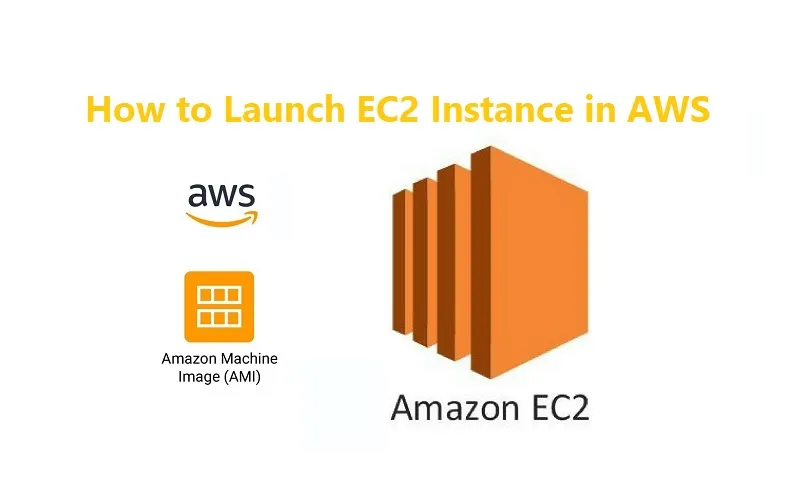 How to Launch EC2 Instance in AWS
aws
Amazon Machine
Image (AMI)
Amazon EC2